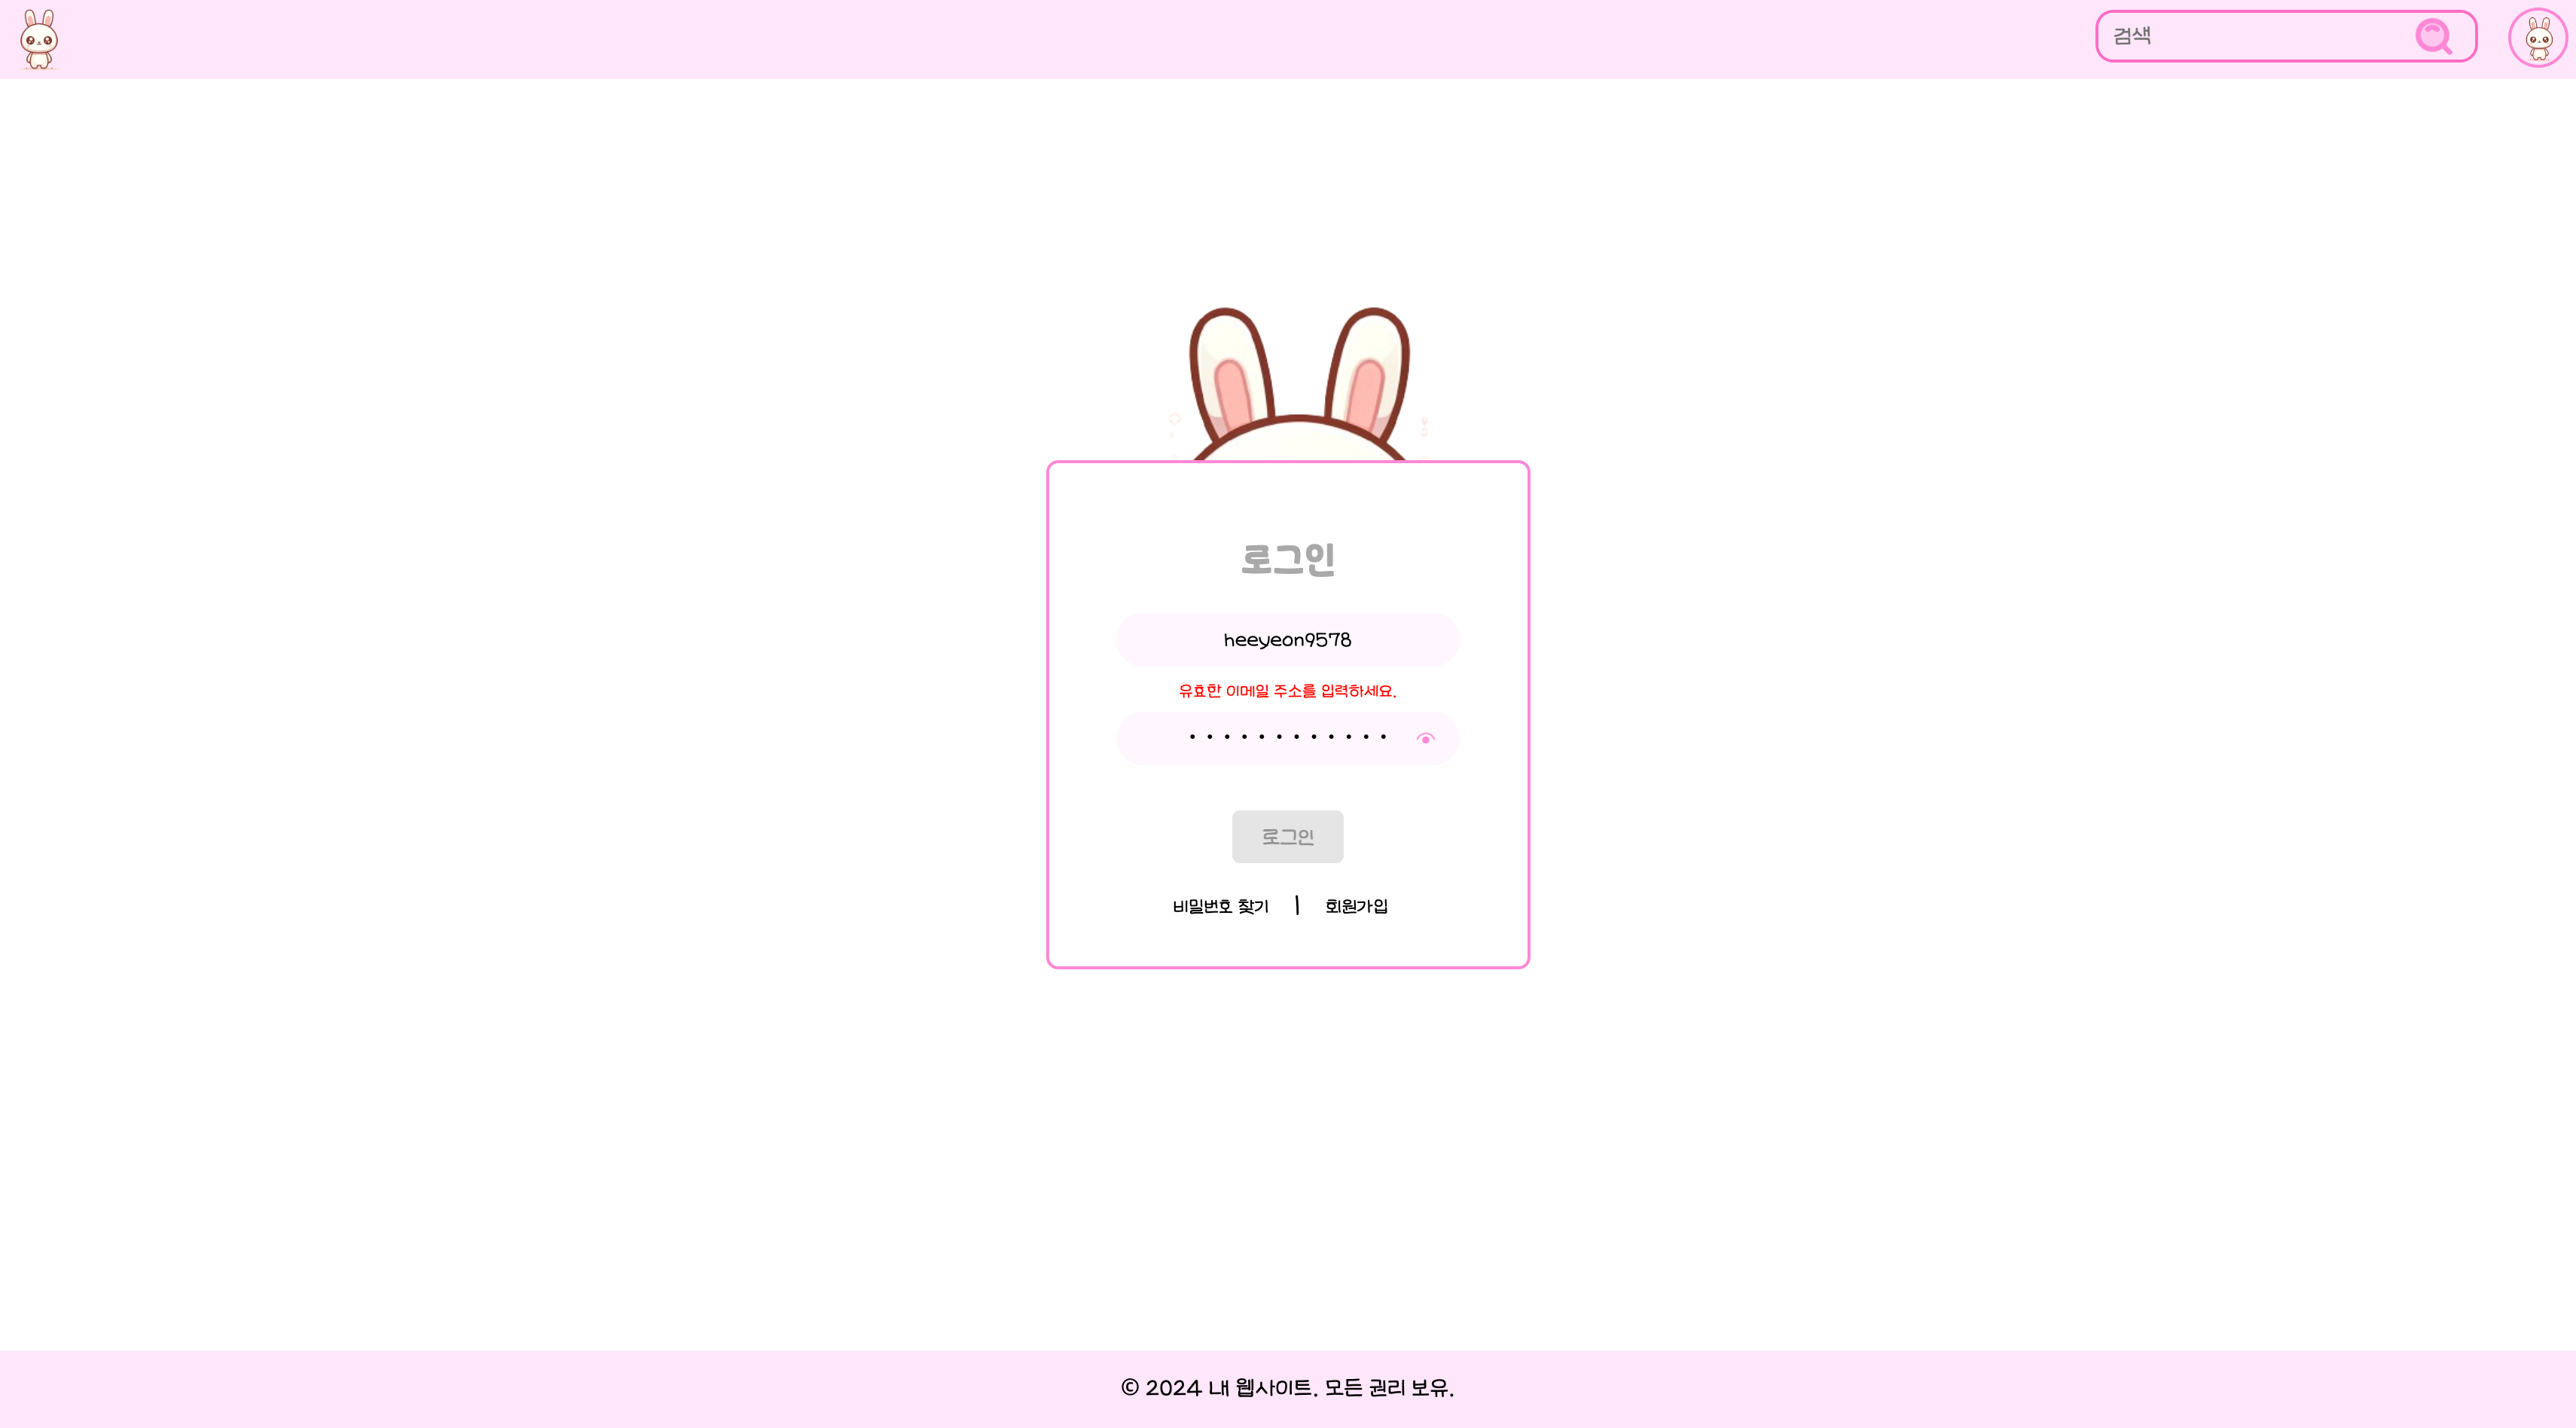 검색
로그인
heeyeon9578
유효한 이메일 주소를 입력하세요.
••••••••••••
로그인
비밀번호 찾기 | 회원가입
© 2024 내 웹사이트. 모든 권리 보유.